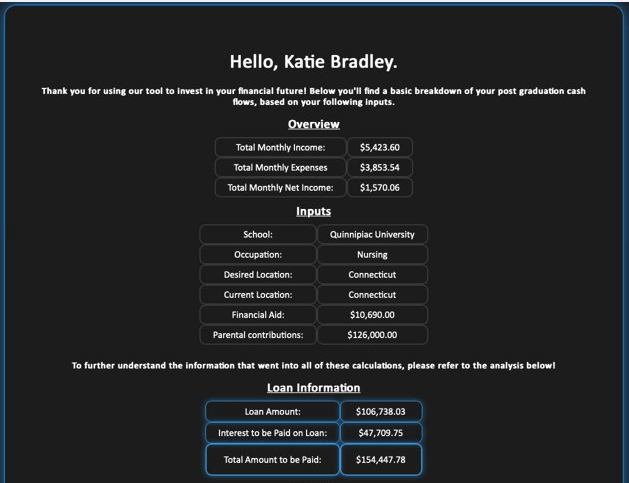 Hello, Katie Bradley.
Thank you for using our tool to invest in your financial future! Below you'll find a basic breakdown of your post graduation cash
flows, based on your following inputs.
Overview
Total Monthly Income: $5,423.60
Total Monthly Expenses $3,853.54
Total Monthly Net Income: $1,570.06
Inputs
School: Quinnipiac University
Occupation: Nursing
Desired Location: Connecticut
Current Location: Connecticut
Financial Aid: $10,690.00
Parental contributions: $126,000.00
To further understand the information that went into all of these calculations, please refer to the analysis below!
Loan Information
Loan Amount: $106,738.03
Interest to be Paid on Loan: $47,709.75
Total Amount to be Paid: $154,447.78